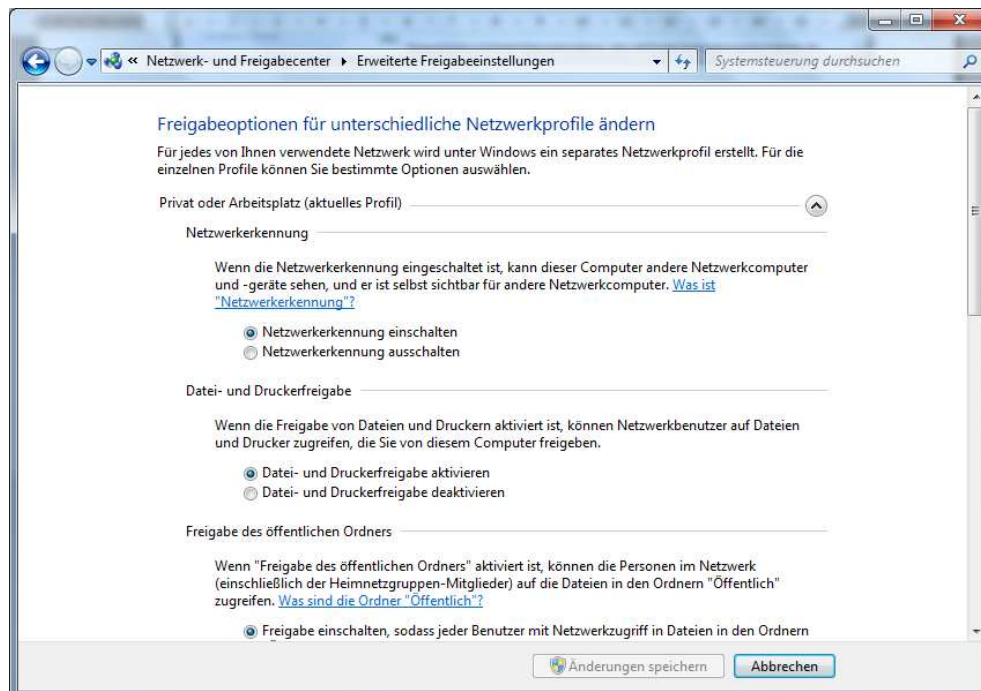 « Netzwerk- und Freigabecenter Erweiterte Freigabeeinstellungen Systemsteuerung durchsuchen
Freigabeoptionen für unterschiedliche Netzwerkprofile ändern
Für jedes von Ihnen verwendete Netzwerk wird unter Windows ein separates Netzwerkprofil erstellt. Für die
einzelnen Profile können Sie bestimmte Optionen auswählen.
Privat oder Arbeitsplatz (aktuelles Profil)
Netzwerkerkennung
Wenn die Netzwerkerkennung eingeschaltet ist, kann dieser Computer andere Netzwerkcomputer
und -geräte sehen, und er ist selbst sichtbar für andere Netzwerkcomputer. Was ist
"Netzwerkerkennung"?
Netzwerkerkennung einschalten
Netzwerkerkennung ausschalten
Datei- und Druckerfreigabe
Wenn die Freigabe von Dateien und Druckern aktiviert ist, können Netzwerkbenutzer auf Dateien
und Drucker zugreifen, die Sie von diesem Computer freigeben.
Datei- und Druckerfreigabe aktivieren
Datei- und Druckerfreigabe deaktivieren
Freigabe des öffentlichen Ordners
Wenn "Freigabe des öffentlichen Ordners" aktiviert ist, können die Personen im Netzwerk
(einschließlich der Heimnetzgruppen-Mitglieder) auf die Dateien in den Ordnern "Öffentlich"
zugreifen. Was sind die Ordner "Öffentlich"?
Freigabe einschalten, sodass jeder Benutzer mit Netzwerkzugriff in Dateien in den Ordnern
Änderungen speichern Abbrechen